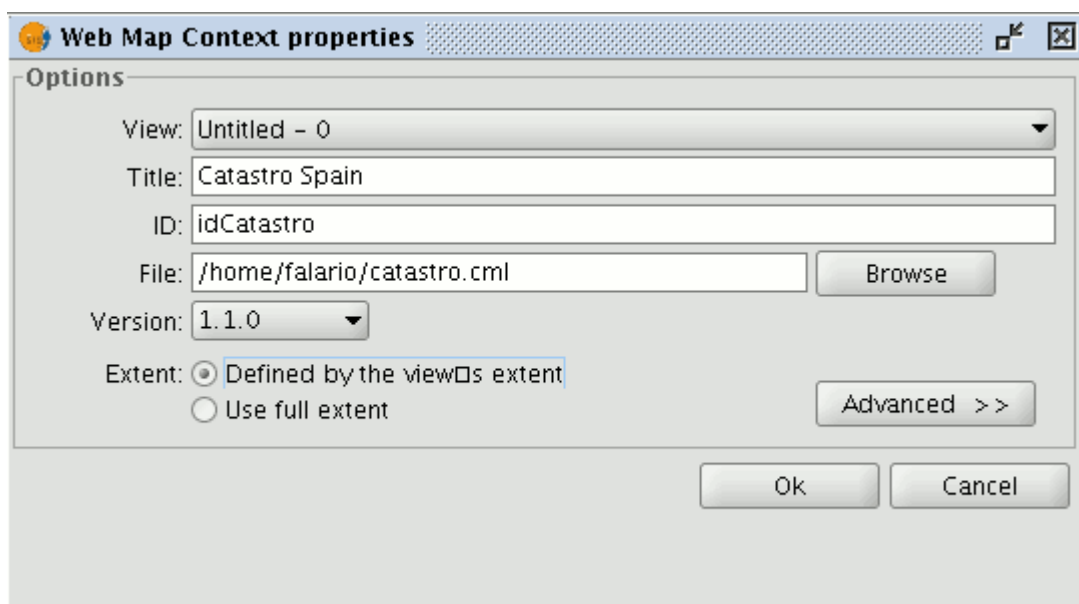 Web Map Context properties
Options
View: Untitled – 0
Title: Catastro Spain
ID: idCatastro
File: /home/falario/catastro.cml Browse
Version: 1.1.0
Extent: Defined by the view□s extent
Use full extent
Advanced >>
Ok Cancel